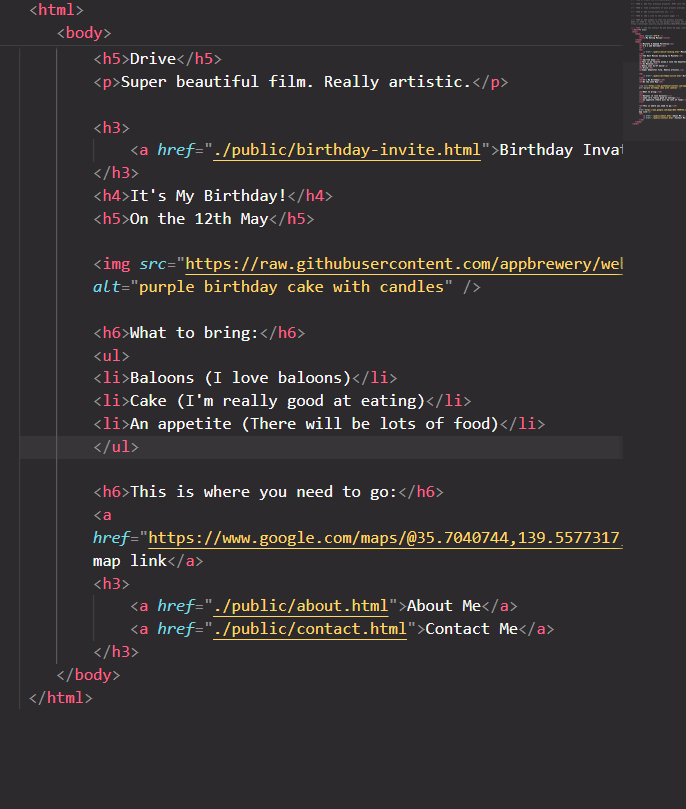 <html>
<body>
<h5>Drive</h5>
<p>Super beautiful film. Really artistic.</p>
<h3>
<a href="./public/birthday-invite.html">Birthday
</h3>
<h4>It's My Birthday!</h4>
<h5>On the 12th May</h5>
<img src="https://raw.githubusercontent.com/appbrewery/
alt="purple birthday cake with candles" />
<h6>What to bring:</h6>
<ul>
<li>Baloons (I love baloons)</li>
<li>Cake (I'm really good at eating)</li>
<li>An appetite (There will be lots of food)</li>
</ul>
<h6>This is where you need to go:</h6>
<a
href="https://www.google.com/maps/@35.7040744,139.5577317,
map link</a>
<h3>
<a href="./public/about.html">About Me</a>
<a href="./public/contact.html">Contact Me</a>
</h3>
</body>
</html>